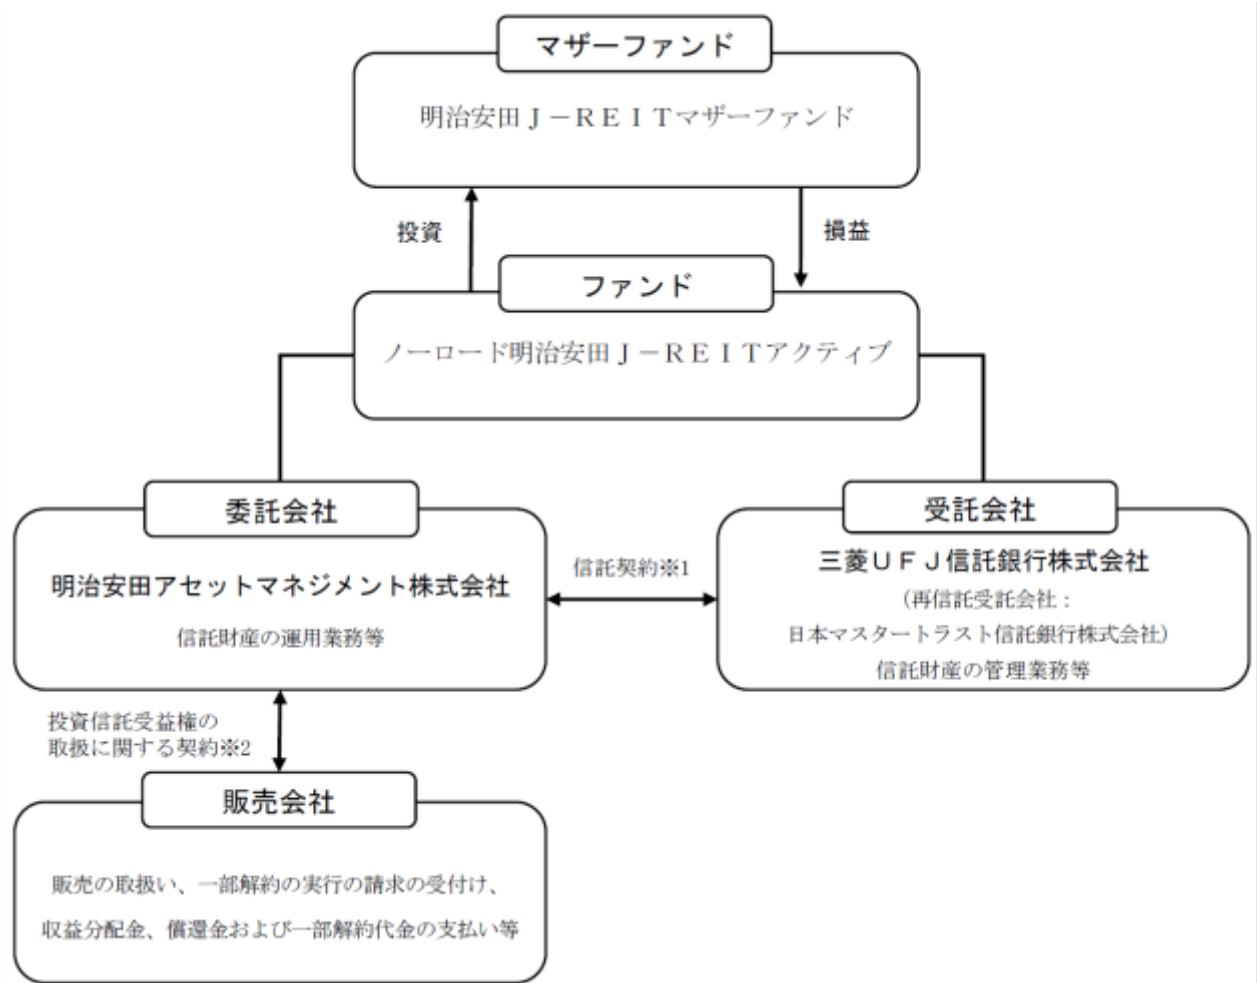 マザーファンド
明治安田Ｊ－ＲＥＩＴマザーファンド
投資
損益
ファンド
ノーロード明治安田Ｊ－ＲＥＩＴアクティブ
委託会社
明治安田アセットマネジメント株式会社
信託財産の運用業務等
信託契約※1
受託会社
三菱ＵＦＪ信託銀行株式会社
（再信託受託会社：
日本マスタートラスト信託銀行株式会社）
信託財産の管理業務等
投資信託受益権の
取扱に関する契約※2
販売会社
販売の取扱い、一部解約の実行の請求の受付け、
収益分配金、償還金および一部解約代金の支払い等